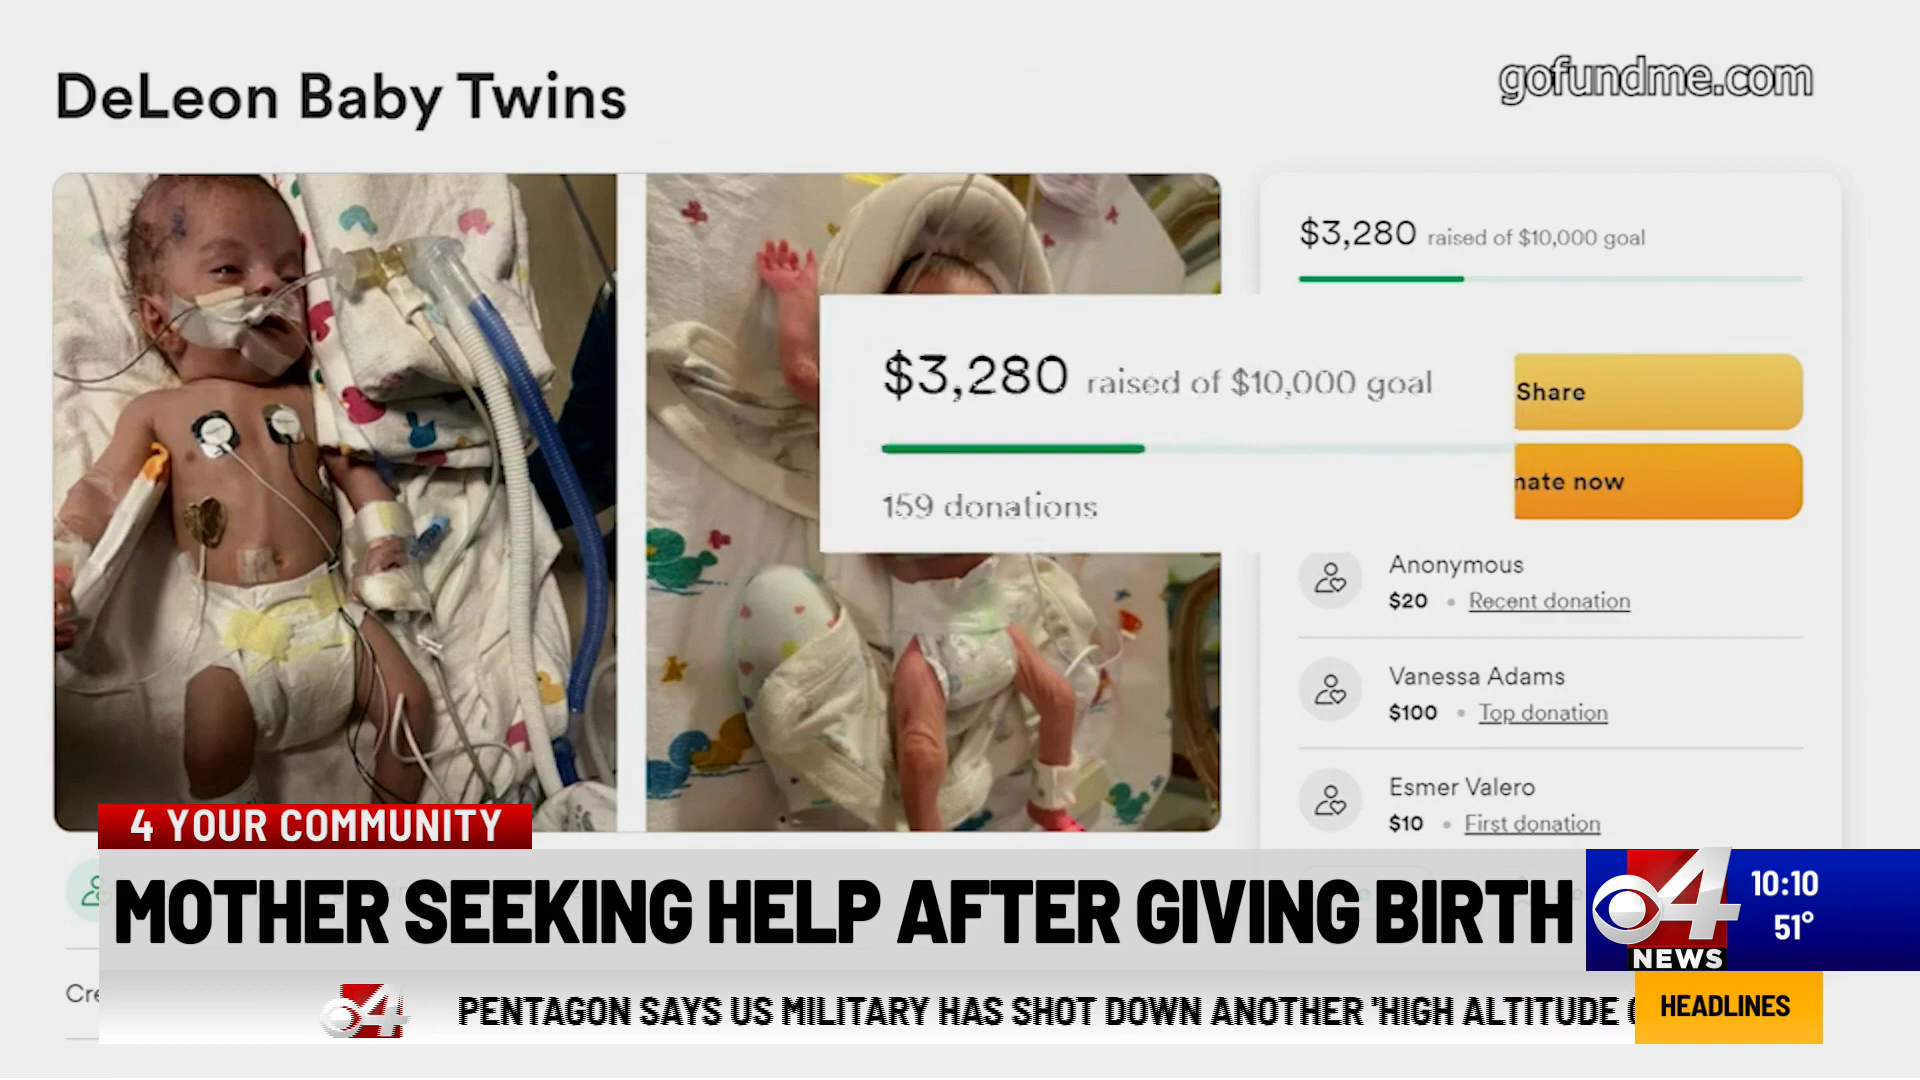 DeLeon Baby Twins
gofundme.com
$3,280 raised of $10,000 goal
$3,280 raised of $10,000 goal
159 donations
Share
nate now
Anonymous
$20 • Recent donation
Vanessa Adams
$100 • Top donation
Esmer Valero
$10 • First donation
4 YOUR COMMUNITY
MOTHER SEEKING HELP AFTER GIVING BIRTH
4
NEWS
10:10
51°
Cre
4
PENTAGON SAYS US MILITARY HAS SHOT DOWN ANOTHER 'HIGH ALTITUDE
HEADLINES